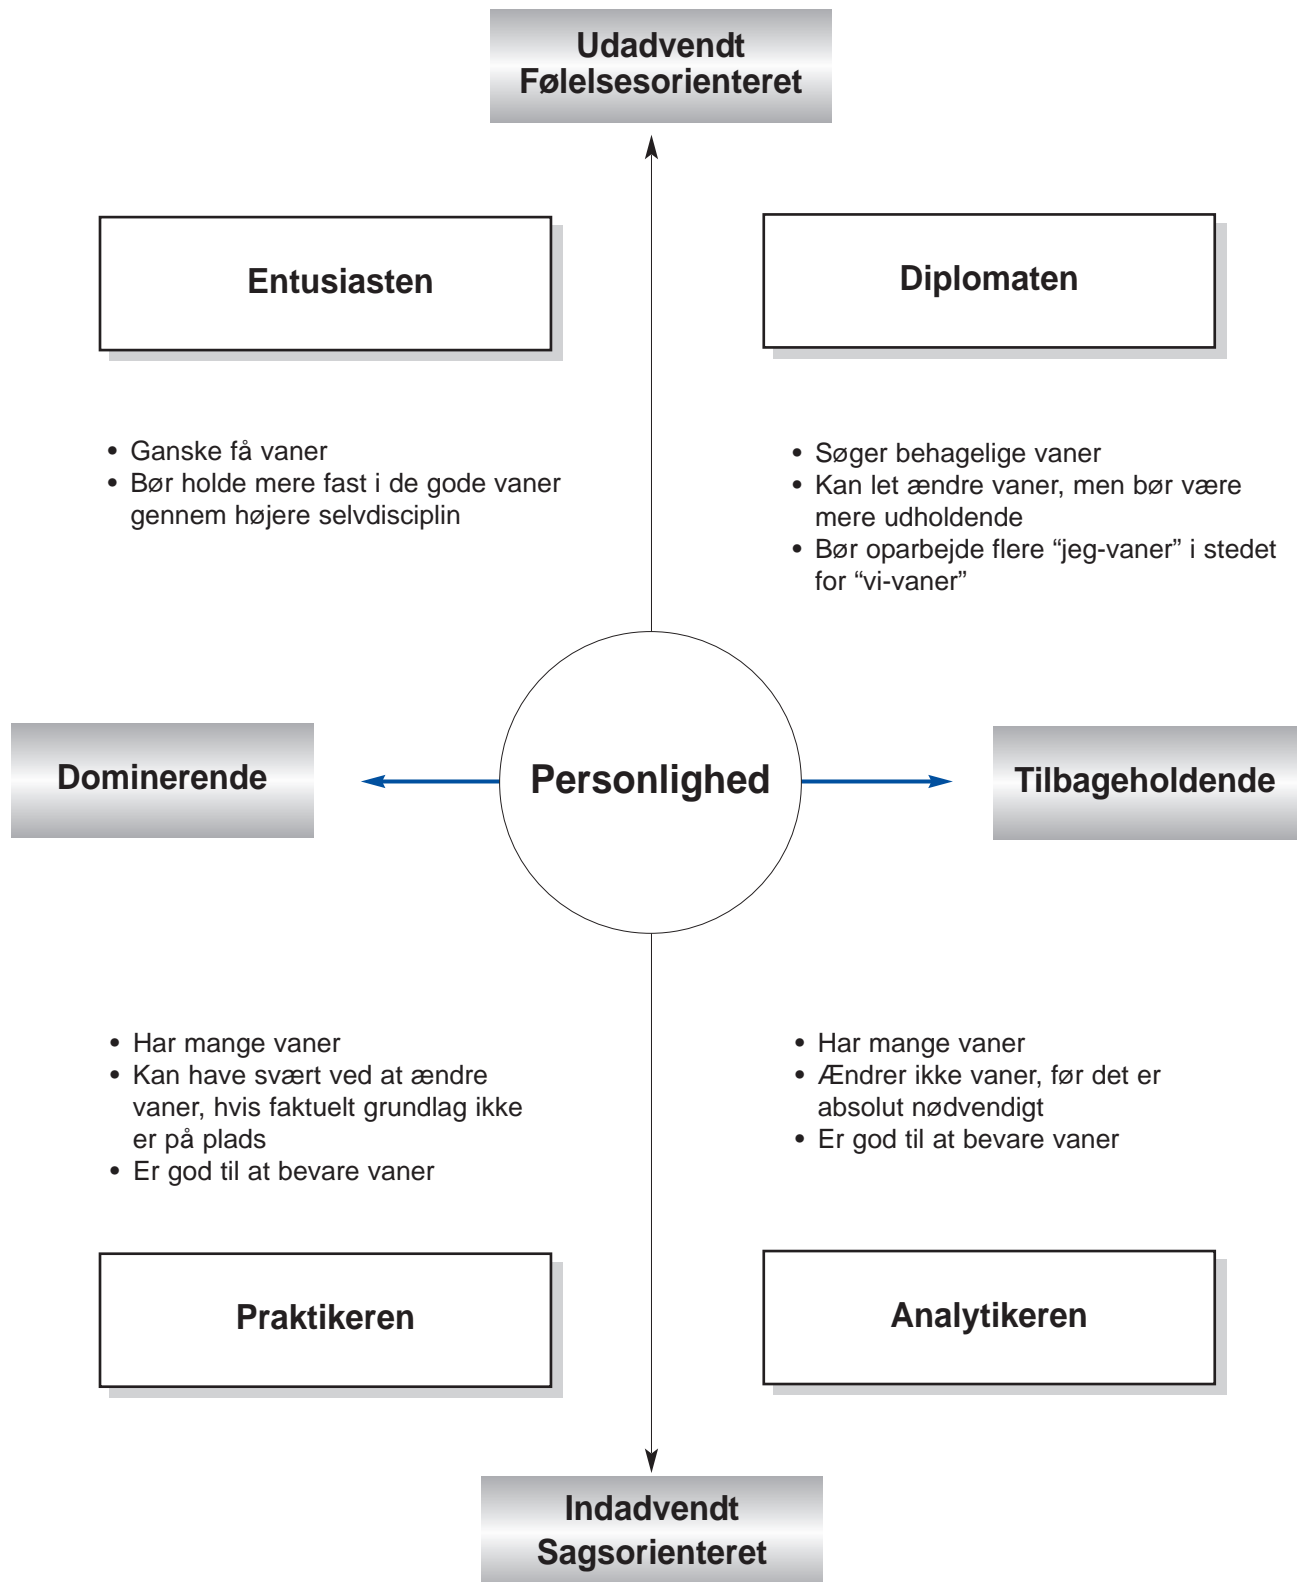 Udadvendt
Følelsesorienteret
Entusiasten
Diplomaten
• Ganske få vaner
• Bør holde mere fast i de gode vaner
gennem højere selvdisciplin
• Søger behagelige vaner
• Kan let ændre vaner, men bør være
mere udholdende
• Bør oparbejde flere “jeg-vaner” i stedet
for “vi-vaner”
Dominerende
Personlighed
Tilbageholdende
• Har mange vaner
• Kan have svært ved at ændre
vaner, hvis faktuelt grundlag ikke
er på plads
• Er god til at bevare vaner
• Har mange vaner
• Ændrer ikke vaner, før det er
absolut nødvendigt
• Er god til at bevare vaner
Praktikeren
Analytikeren
Indadvendt
Sagsorienteret